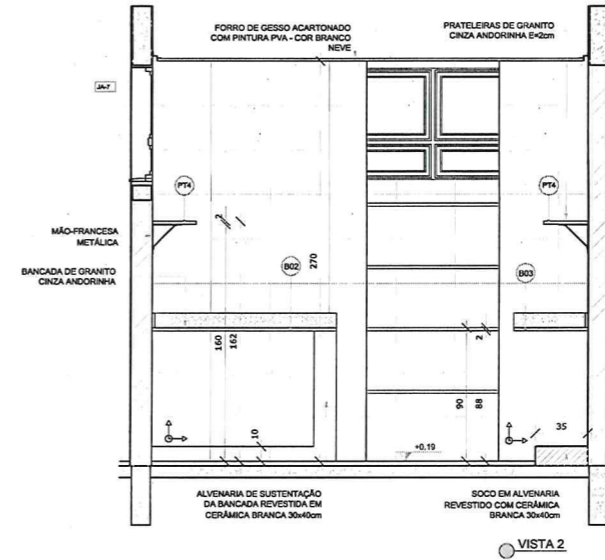 FORRO DE GESSO ACARTONADO
COM PINTURA PVA - COR BRANCO
NEVE
PRATELEIRAS DE GRANITO
CINZA ANDORINHA E=2cm
JA-7
PT4
PT4
2
MÃO-FRANCESA
METÁLICA
B02
270
B03
BANCADA DE GRANITO
CINZA ANDORINHA
160
162
2
90
88
10
35
+0.19
ALVENARIA DE SUSTENTAÇÃO
DA BANCADA REVESTIDA EM
CERÂMICA BRANCA 30x40cm
SOCO EM ALVENARIA
REVESTIDO COM CERÂMICA
BRANCA 30x40cm
VISTA 2